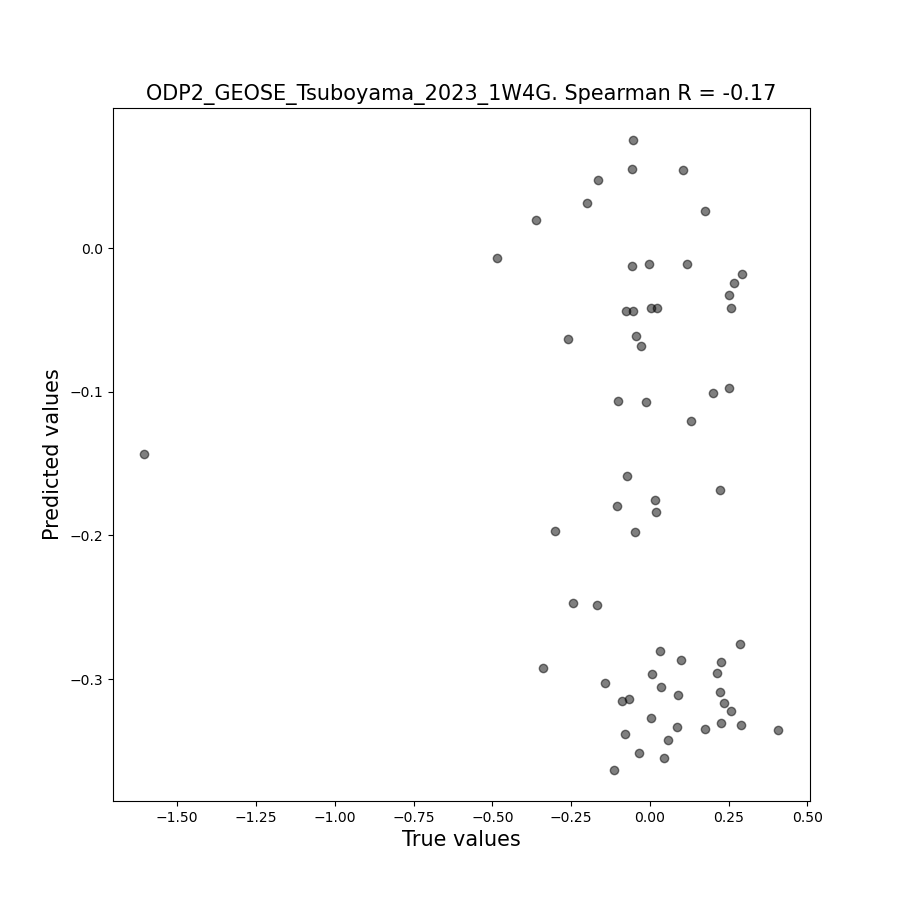 ODP2_GEOSE_Tsuboyama_2023_1W4G. Spearman R = -0.17
Predicted values
0.0
−0.1
−0.2
−0.3
−1.50 −1.25 −1.00 −0.75 −0.50 −0.25 0.00 0.25 0.50
True values